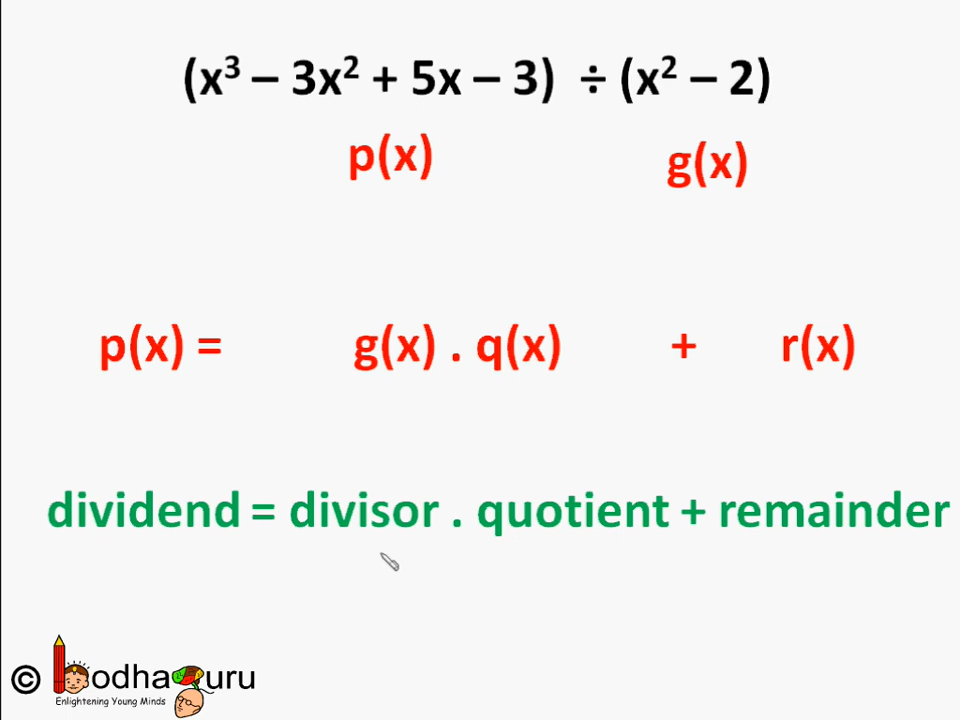 (x³ – 3x² + 5x – 3) ÷ (x² – 2)
p(x) g(x)
p(x) = g(x) . q(x) + r(x)
dividend = divisor . quotient + remainder
© bodhaGuru
Enlightening Young Minds